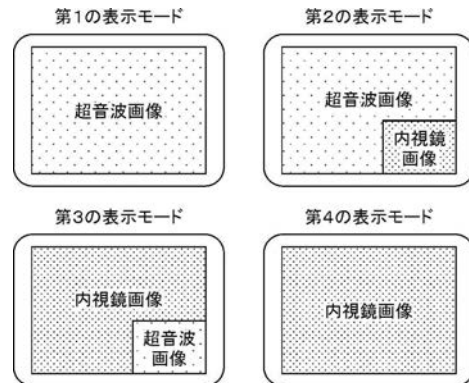 第1の表示モード
超音波画像
第2の表示モード
超音波画像
内視鏡
画像
第3の表示モード
内視鏡画像
超音波
画像
第4の表示モード
内視鏡画像